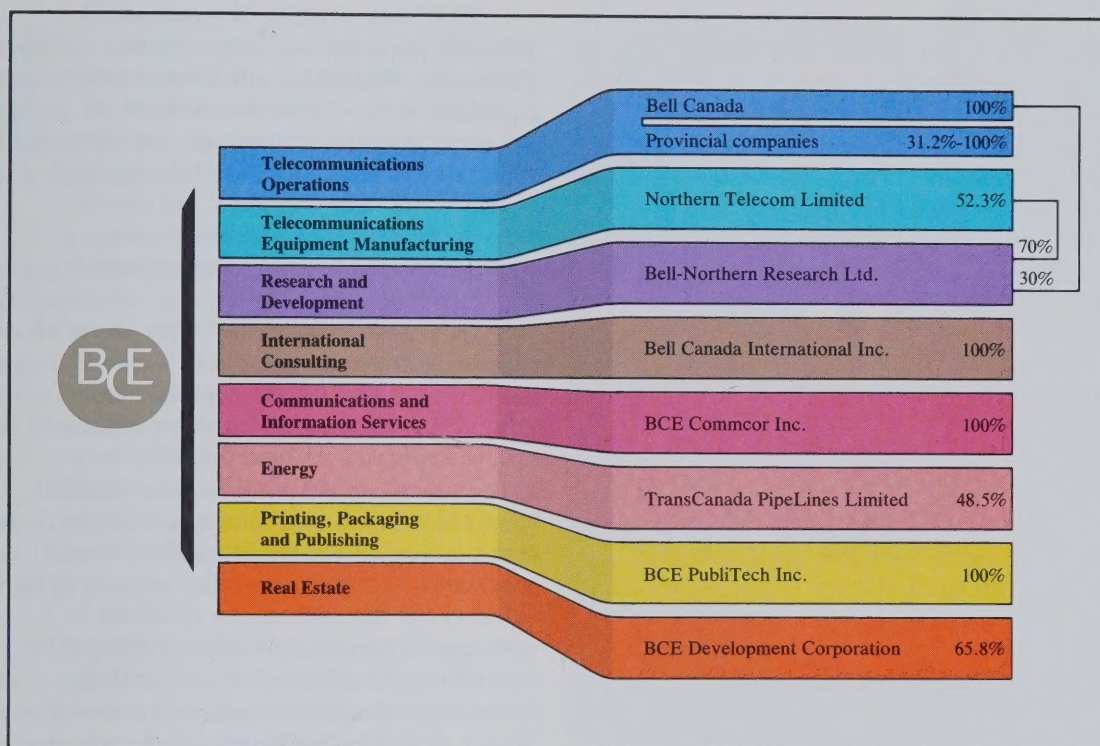 BCE
Telecommunications
Operations
Telecommunications
Equipment Manufacturing
Research and
Development
International
Consulting
Communications and
Information Services
Energy
Printing, Packaging
and Publishing
Real Estate
Bell Canada 100%
Provincial companies 31.2%-100%
Northern Telecom Limited 52.3%
70%
Bell-Northern Research Ltd.
30%
Bell Canada International Inc. 100%
BCE Commcor Inc. 100%
TransCanada PipeLines Limited 48.5%
BCE PubliTech Inc. 100%
BCE Development Corporation 65.8%